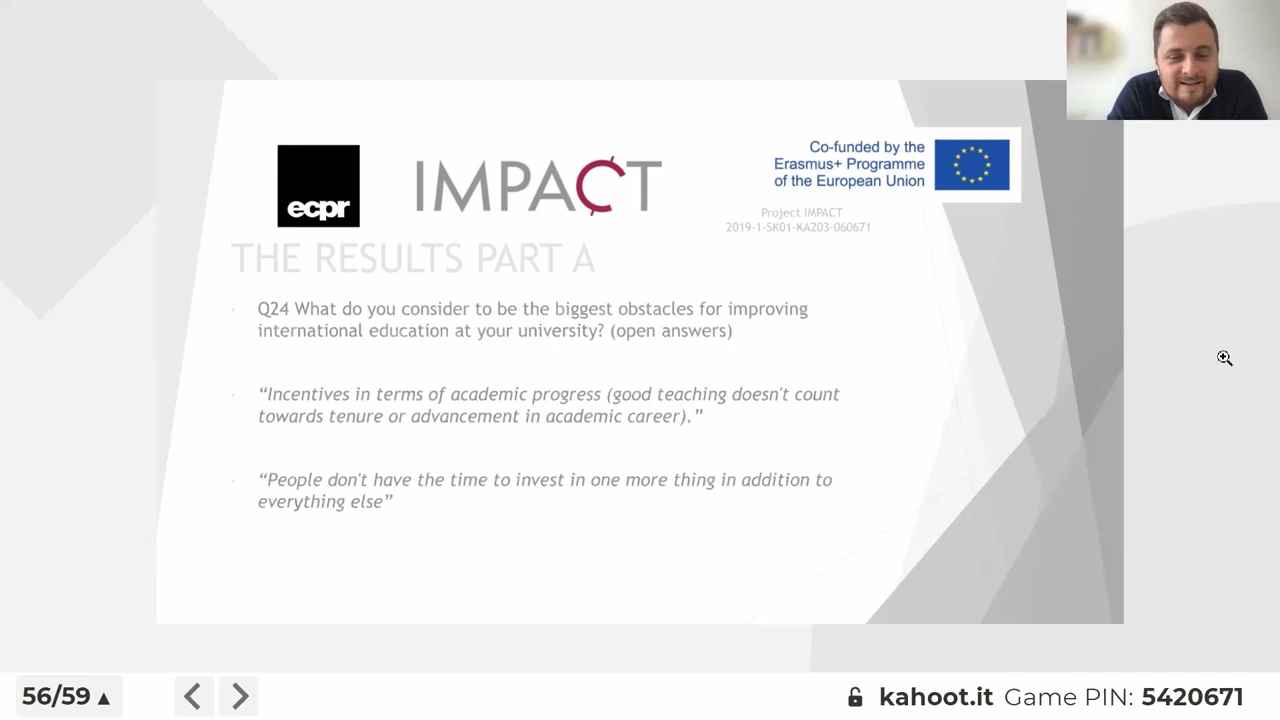 ecpr
IMPACT
Co-funded by the
Erasmus+ Programme
of the European Union
Project IMPACT
2019-1-SK01-KA203-060671
THE RESULTS PART A
Q24 What do you consider to be the biggest obstacles for improving
international education at your university? (open answers)
“Incentives in terms of academic progress (good teaching doesn't count
towards tenure or advancement in academic career).”
“People don't have the time to invest in one more thing in addition to
everything else”
56/59 ▲
kahoot.it Game PIN: 5420671